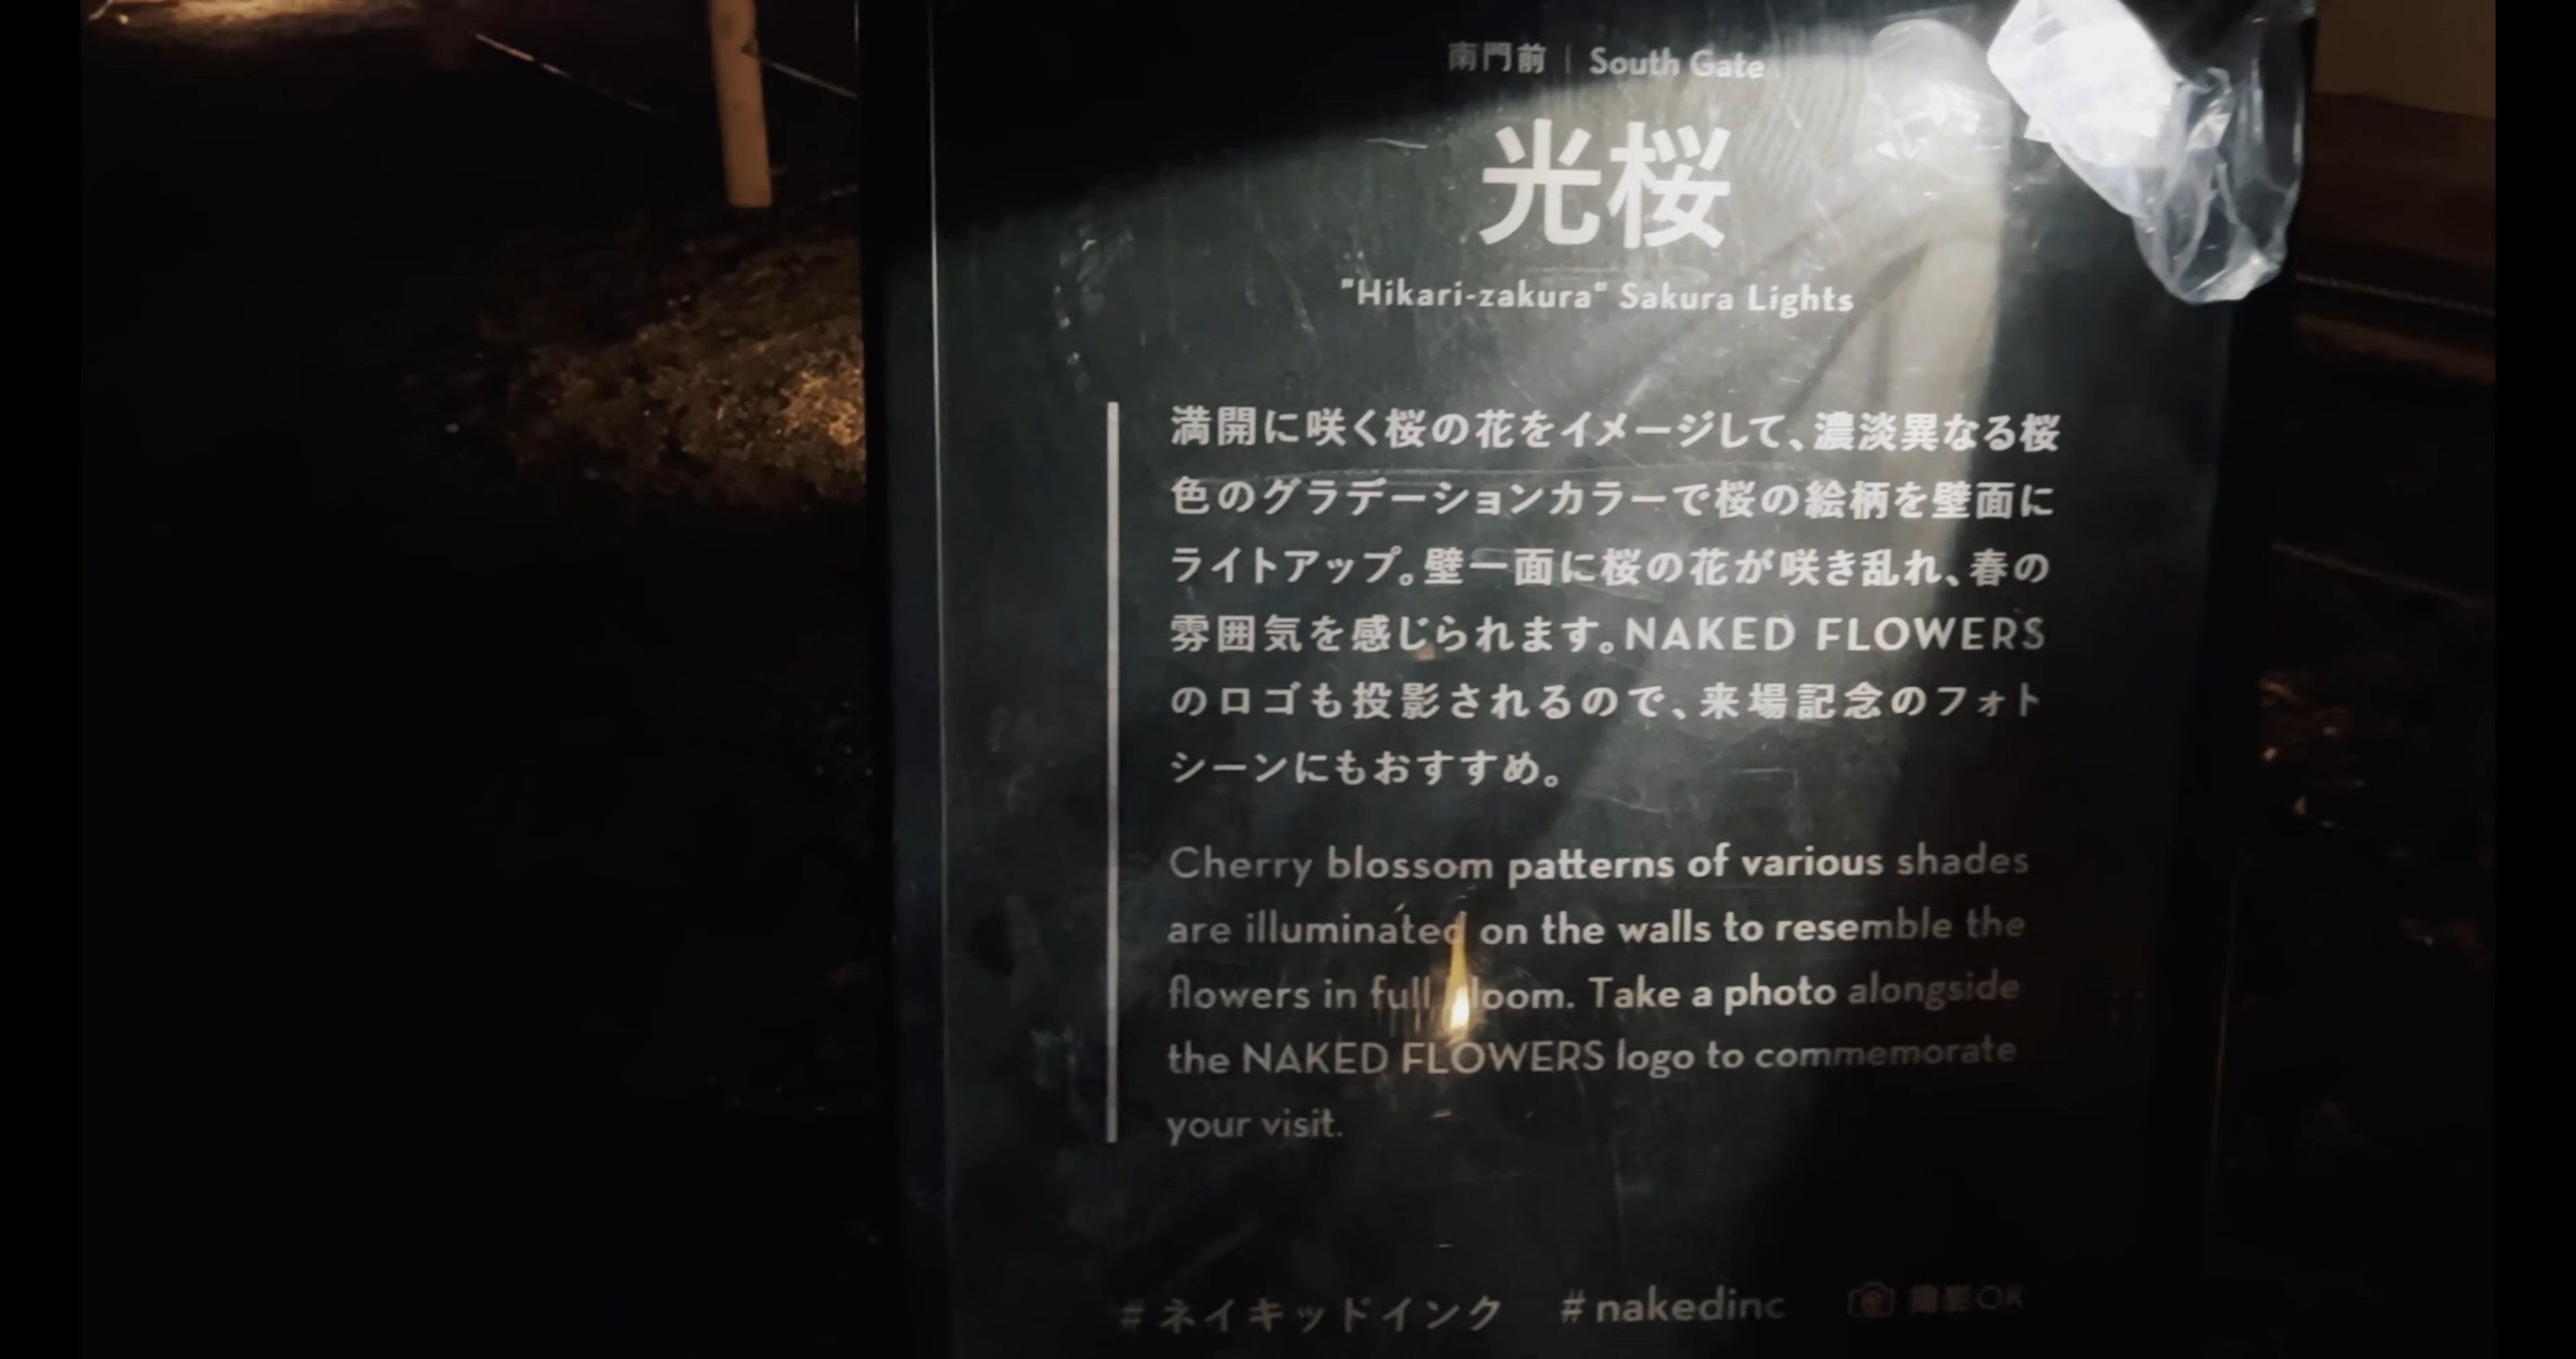 南門前 | South Gate
光桜
"Hikari-zakura" Sakura Lights
満開に咲く桜の花をイメージして、濃淡異なる桜
色のグラデーションカラーで桜の絵柄を壁面に
ライトアップ。壁一面に桜の花が咲き乱れ、春の
雰囲気を感じられます。NAKED FLOWERS
のロゴも投影されるので、来場記念のフォト
シーンにもおすすめ。
Cherry blossom patterns of various shades
are illuminated on the walls to resemble the
flowers in full bloom. Take a photo alongside
the NAKED FLOWERS logo to commemorate
your visit.
#ネイキッドインク #nakedinc 撮影OK